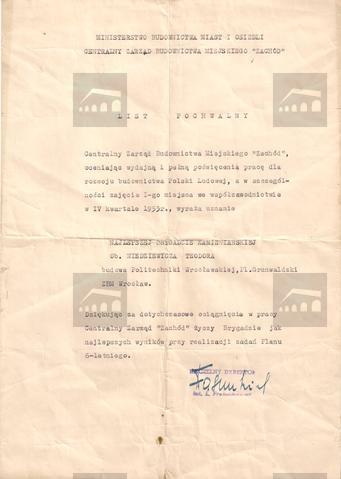 MINISTERSTWO BUDOWNICTWA MIAST I OSIEDLI
CENTRALNY ZARZĄD BUDOWNICTWA MIEJSKIEGO "ZACHÓD"
LIST POCHWALNY
Centralny Zarząd Budownictwa Miejskiego "Zachód",
oceniając wydajną i pełną poświęcenia pracę dla
rozwoju budownictwa Polski Ludowej, a w szczegól-
ności zajęcie I-go miejsca we współzawodnictwie
w IV kwartale 1953r., wyraża uznanie
NAJLEPSZEJ BRYGADZIE KAMIENIARSKIEJ
Ob. NIEDZIEWICZA TEODORA
budowa Politechniki Wrocławskiej, Pl.Grunwaldzki
ZBM Wrocław.
Dziękując za dotychczasowe osiągnięcia w pracy
Centralny Zarząd "Zachód" życzy Brygadzie jak
najlepszych wyników przy realizacji zadań Planu
6-letniego.
NACZELNY DYREKTOR